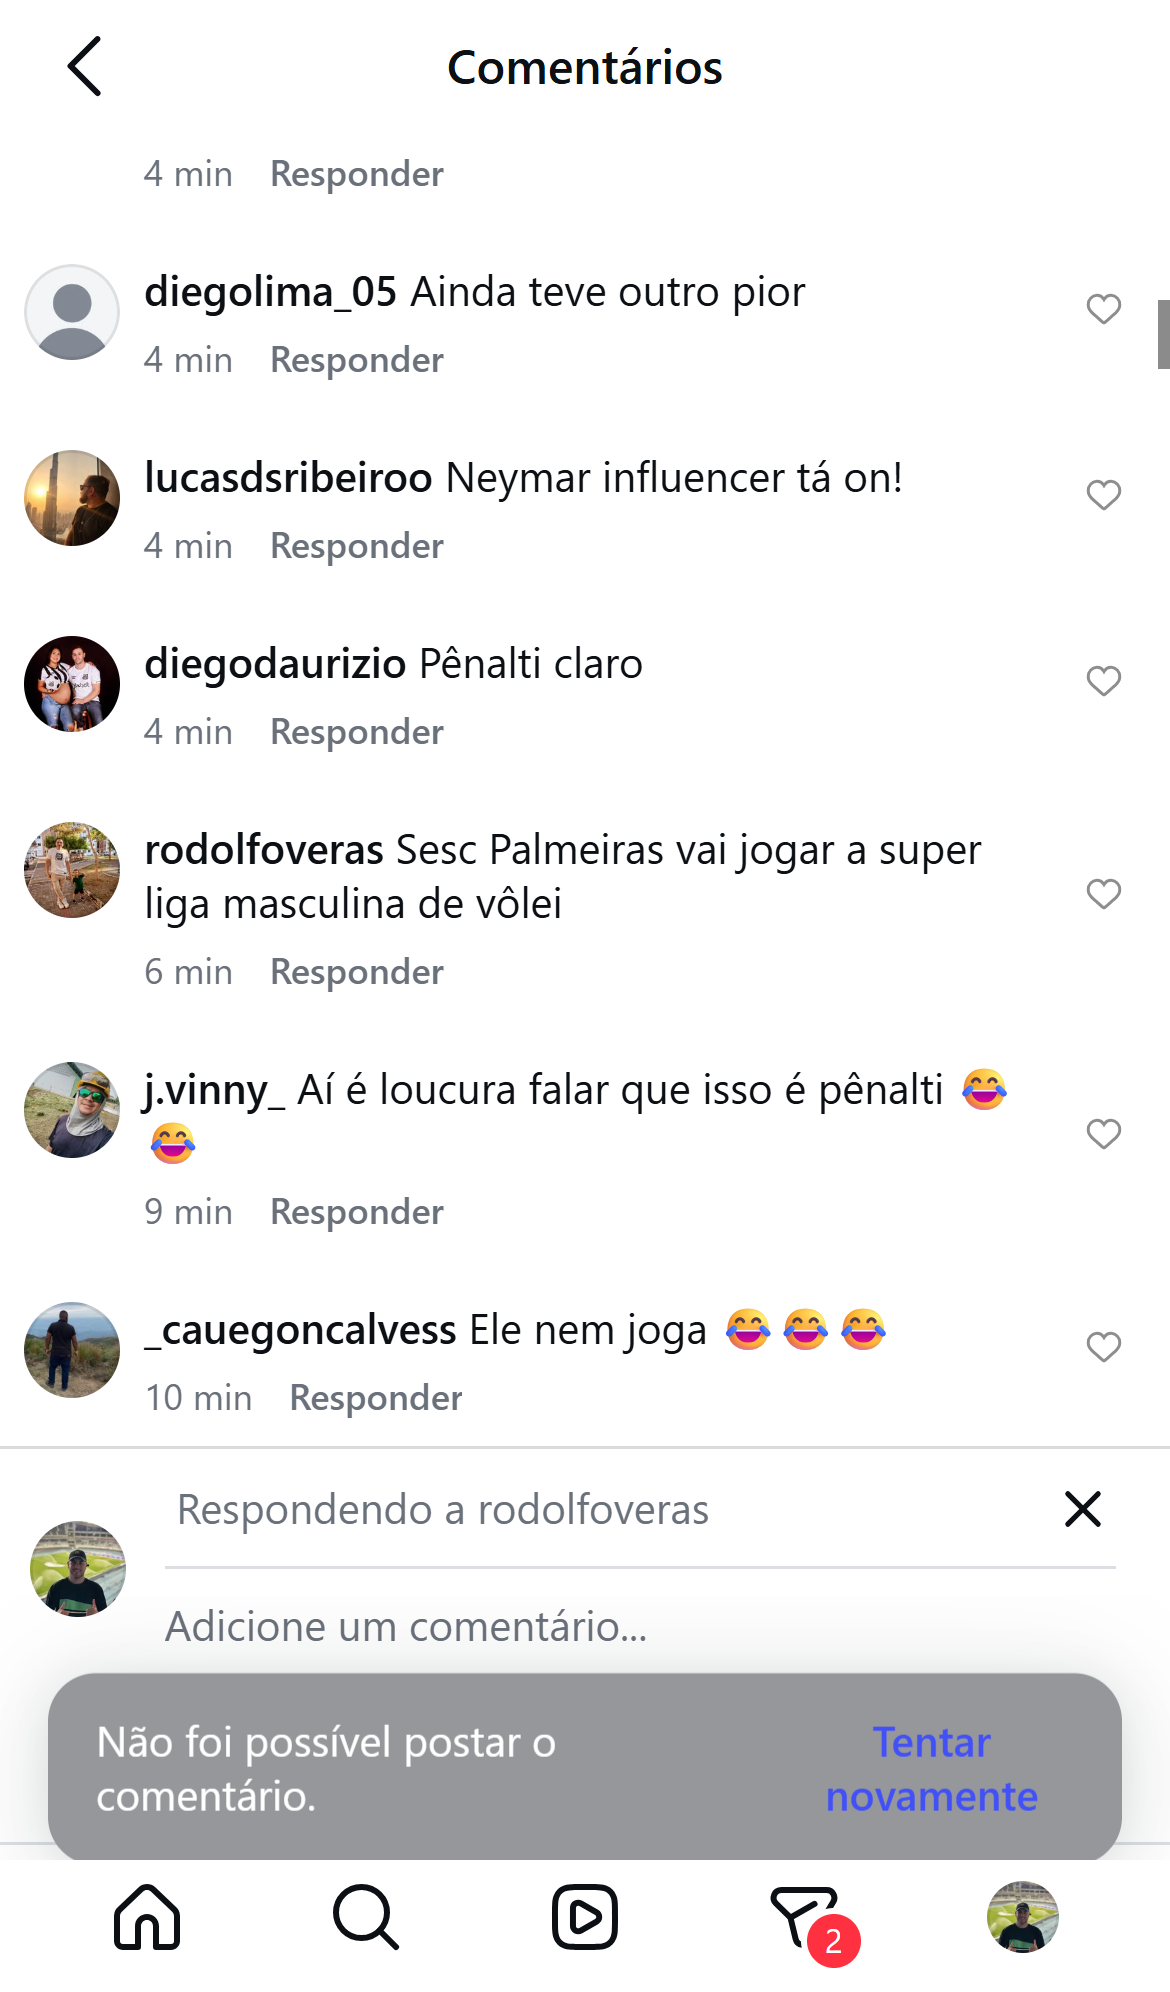 Comentários
4 min Responder
diegolima_05 Ainda teve outro pior
4 min Responder
lucasdsribeiroo Neymar influencer tá on!
4 min Responder
diegodaurizio Pênalti claro
4 min Responder
rodolfoveras Sesc Palmeiras vai jogar a super
liga masculina de vôlei
6 min Responder
j.vinny_ Aí é loucura falar que isso é pênalti 😂
😂
9 min Responder
_cauegoncalvess Ele nem joga 😂😂😂
10 min Responder
Respondendo a rodolfoveras
Adicione um comentário...
Não foi possível postar o
comentário.
Tentar
novamente
2